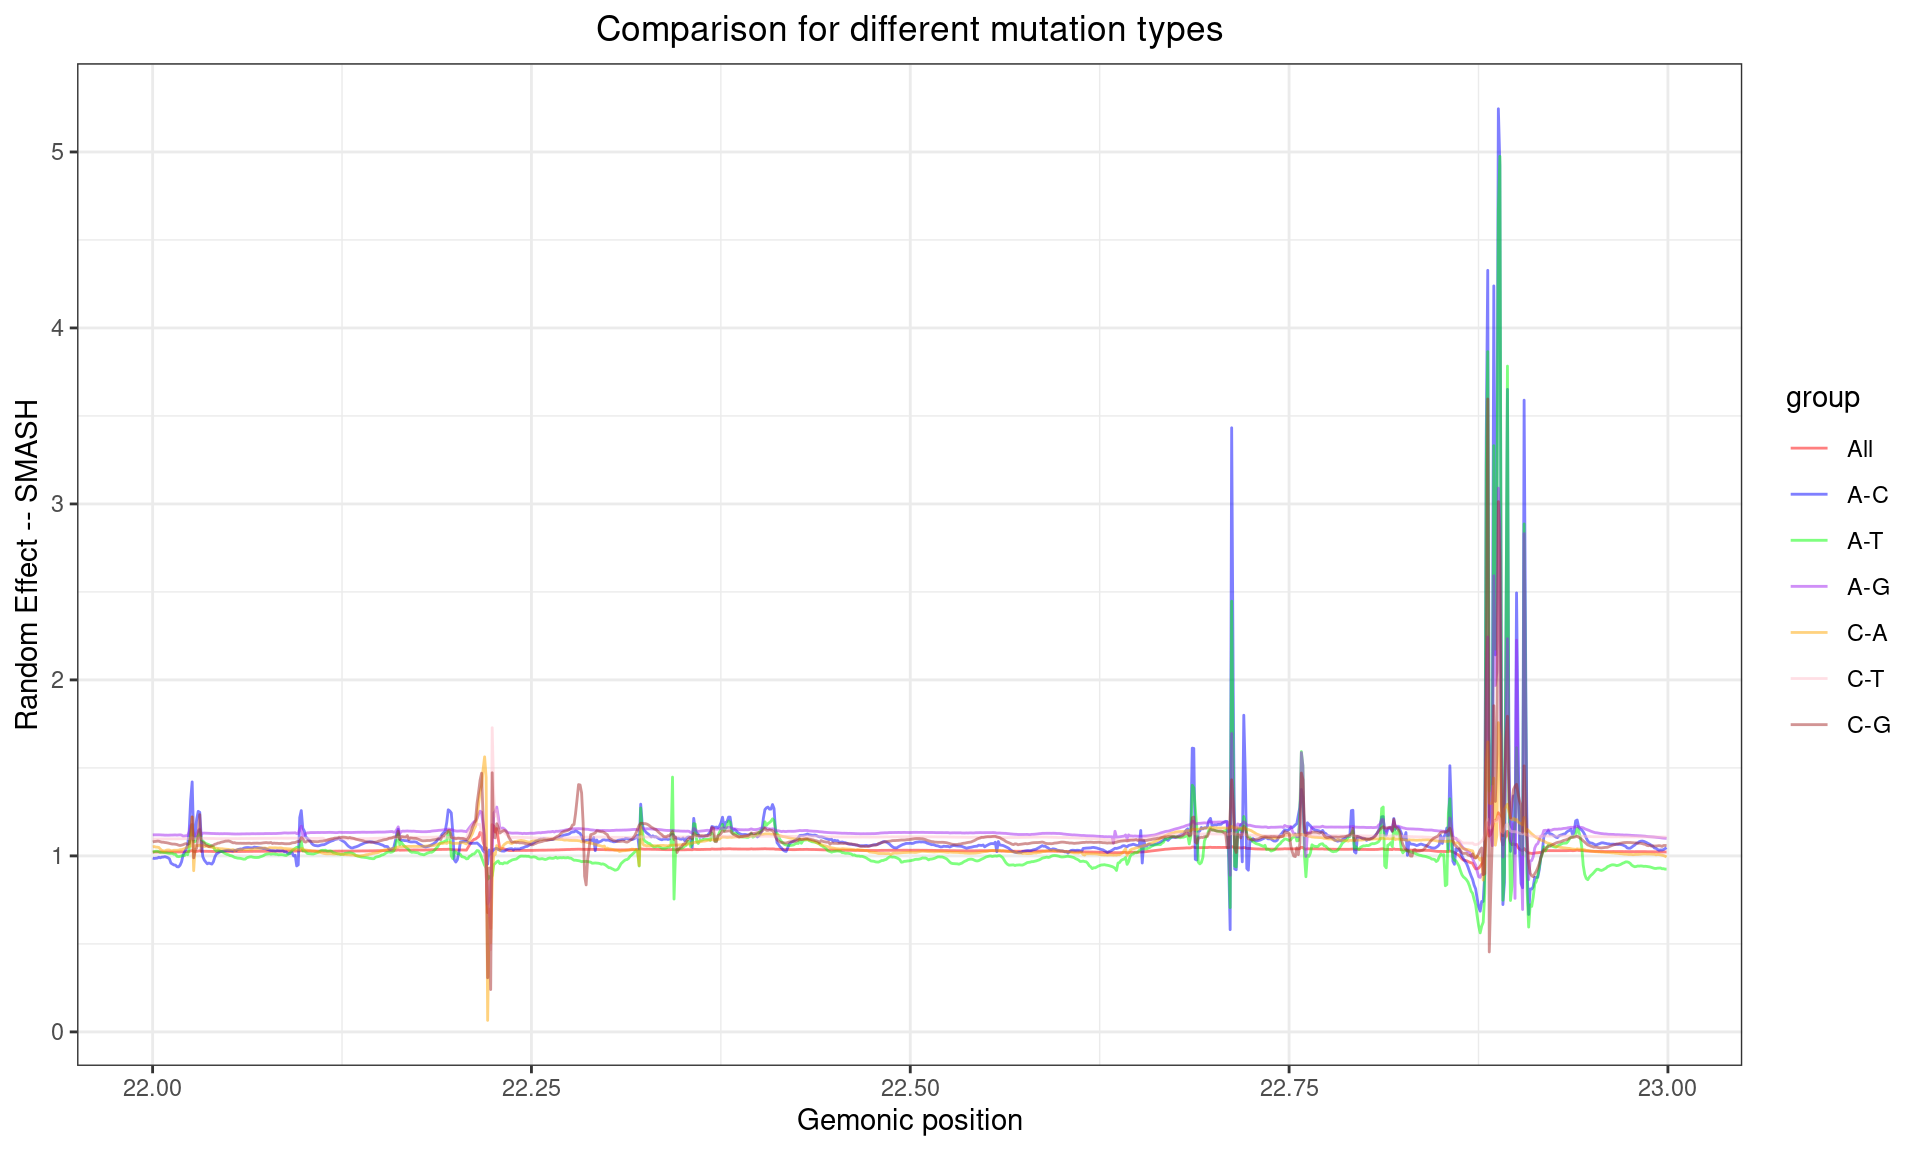 Comparison for different mutation types
Random Effect -- SMASH
5
4
3
2
1
0
22.00
22.25
22.50
22.75
23.00
Gemonic position
group
All
A-C
A-T
A-G
C-A
C-T
C-G